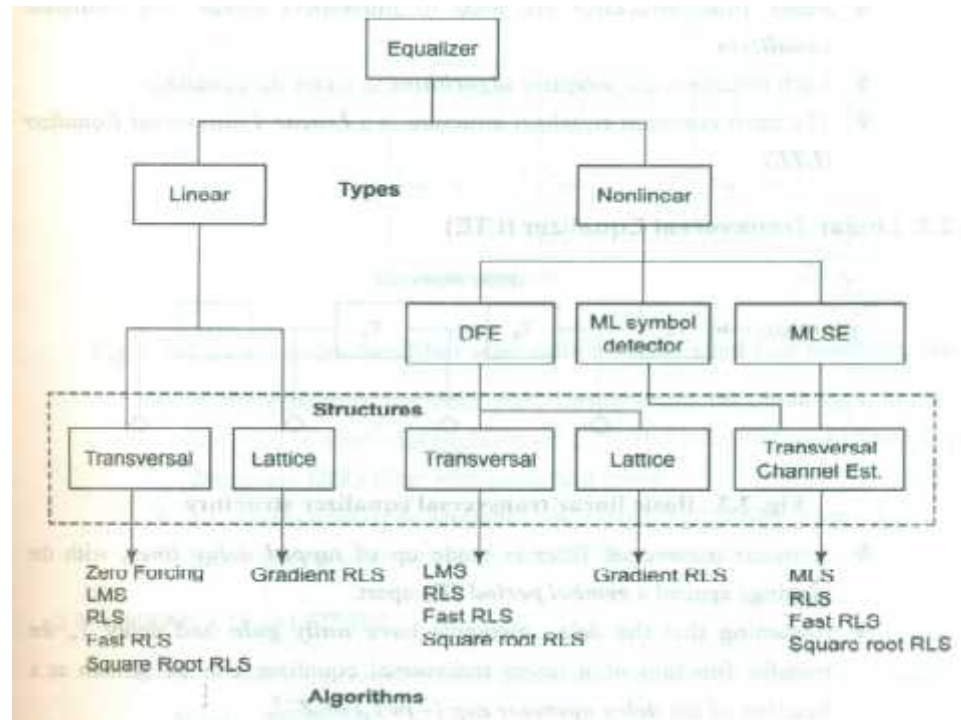 Equalizer
Linear
Types
Nonlinear
DFE
ML symbol
detector
MLSE
Structures
Transversal
Lattice
Transversal
Lattice
Transversal
Channel Est.
Zero Forcing
LMS
RLS
Fast RLS
Square Root RLS
Gradient RLS
LMS
RLS
Fast RLS
Square root RLS
Gradient RLS
MLS
RLS
Fast RLS
Square root RLS
Algorithms